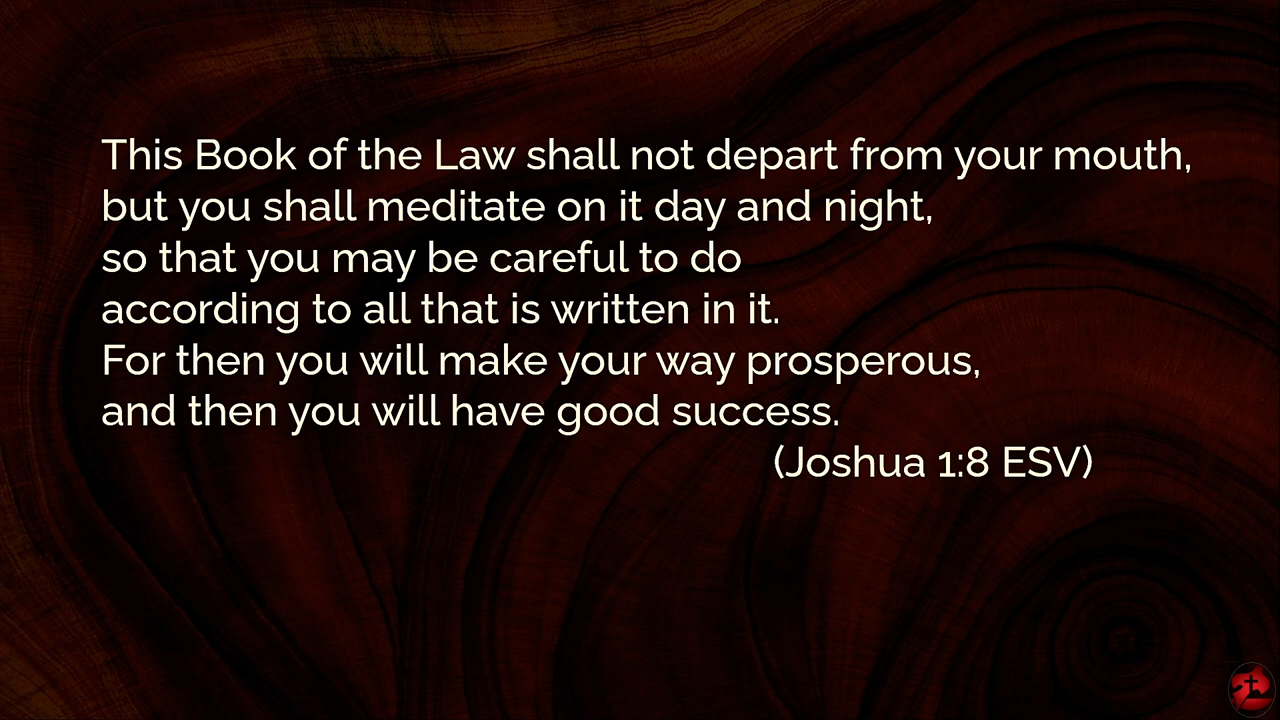 This Book of the Law shall not depart from your mouth,
but you shall meditate on it day and night,
so that you may be careful to do
according to all that is written in it.
For then you will make your way prosperous,
and then you will have good success.
(Joshua 1:8 ESV)